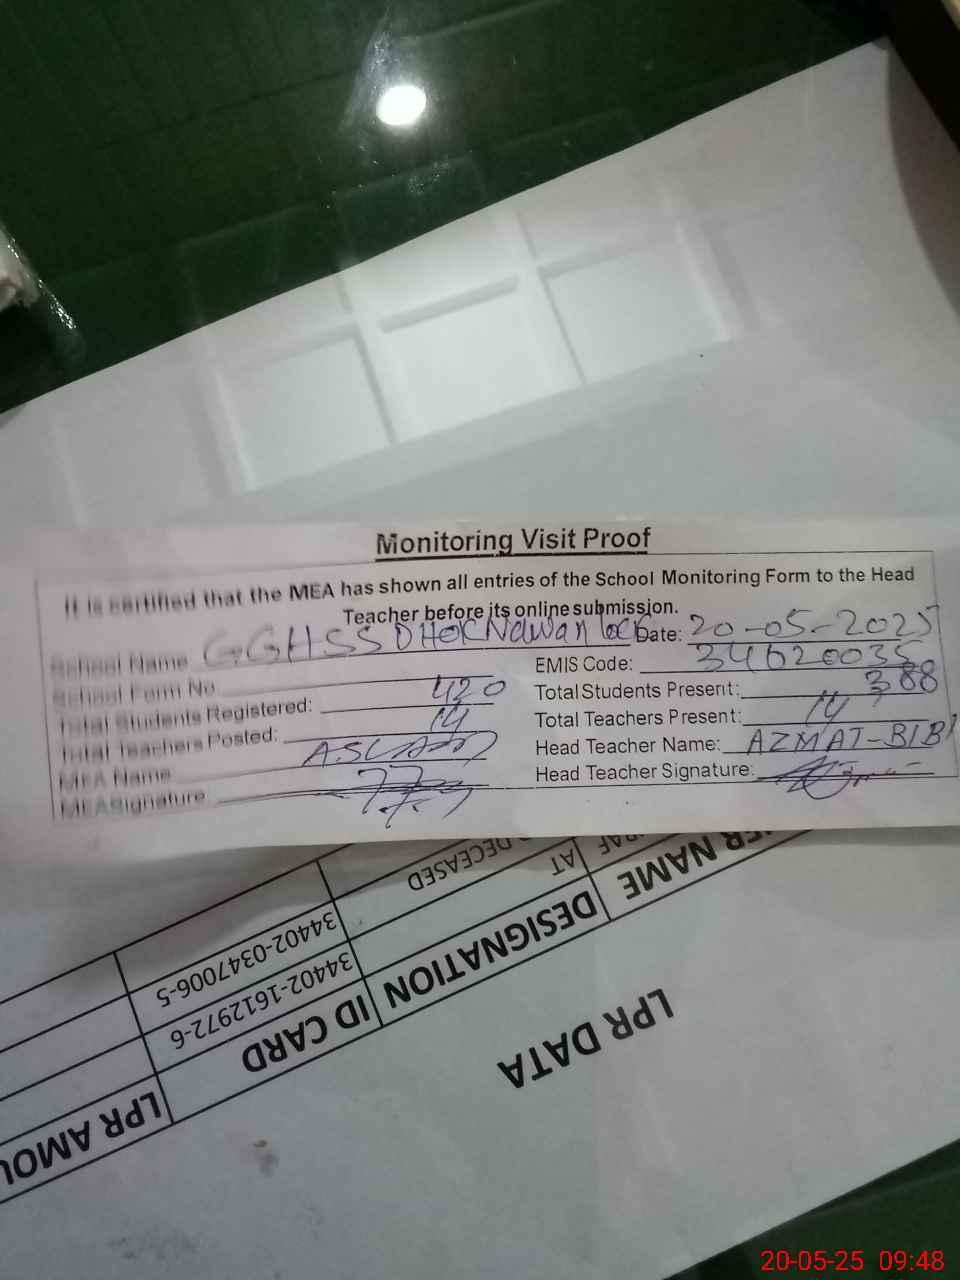 Monitoring Visit Proof
It is certified that the MEA has shown all entries of the School Monitoring Form to the Head
Teacher before its online submission.
School Name GGHSS DHOK Nawan lok Date: 20-05-2025
School Form No EMIS Code: 34620035
Total Students Registered: 420 Total Students Present: 388
Total Teachers Posted: 14 Total Teachers Present: 14
MEA Name Head Teacher Name: AZMAT-BIBI
MEA Signature Head Teacher Signature:
LPR DATA
ER NAME DESIGNATION ID CARD LPR AMOU
AT 34402-1612972-6
DECEASED 34402-0347006-5
20-05-25 09:48